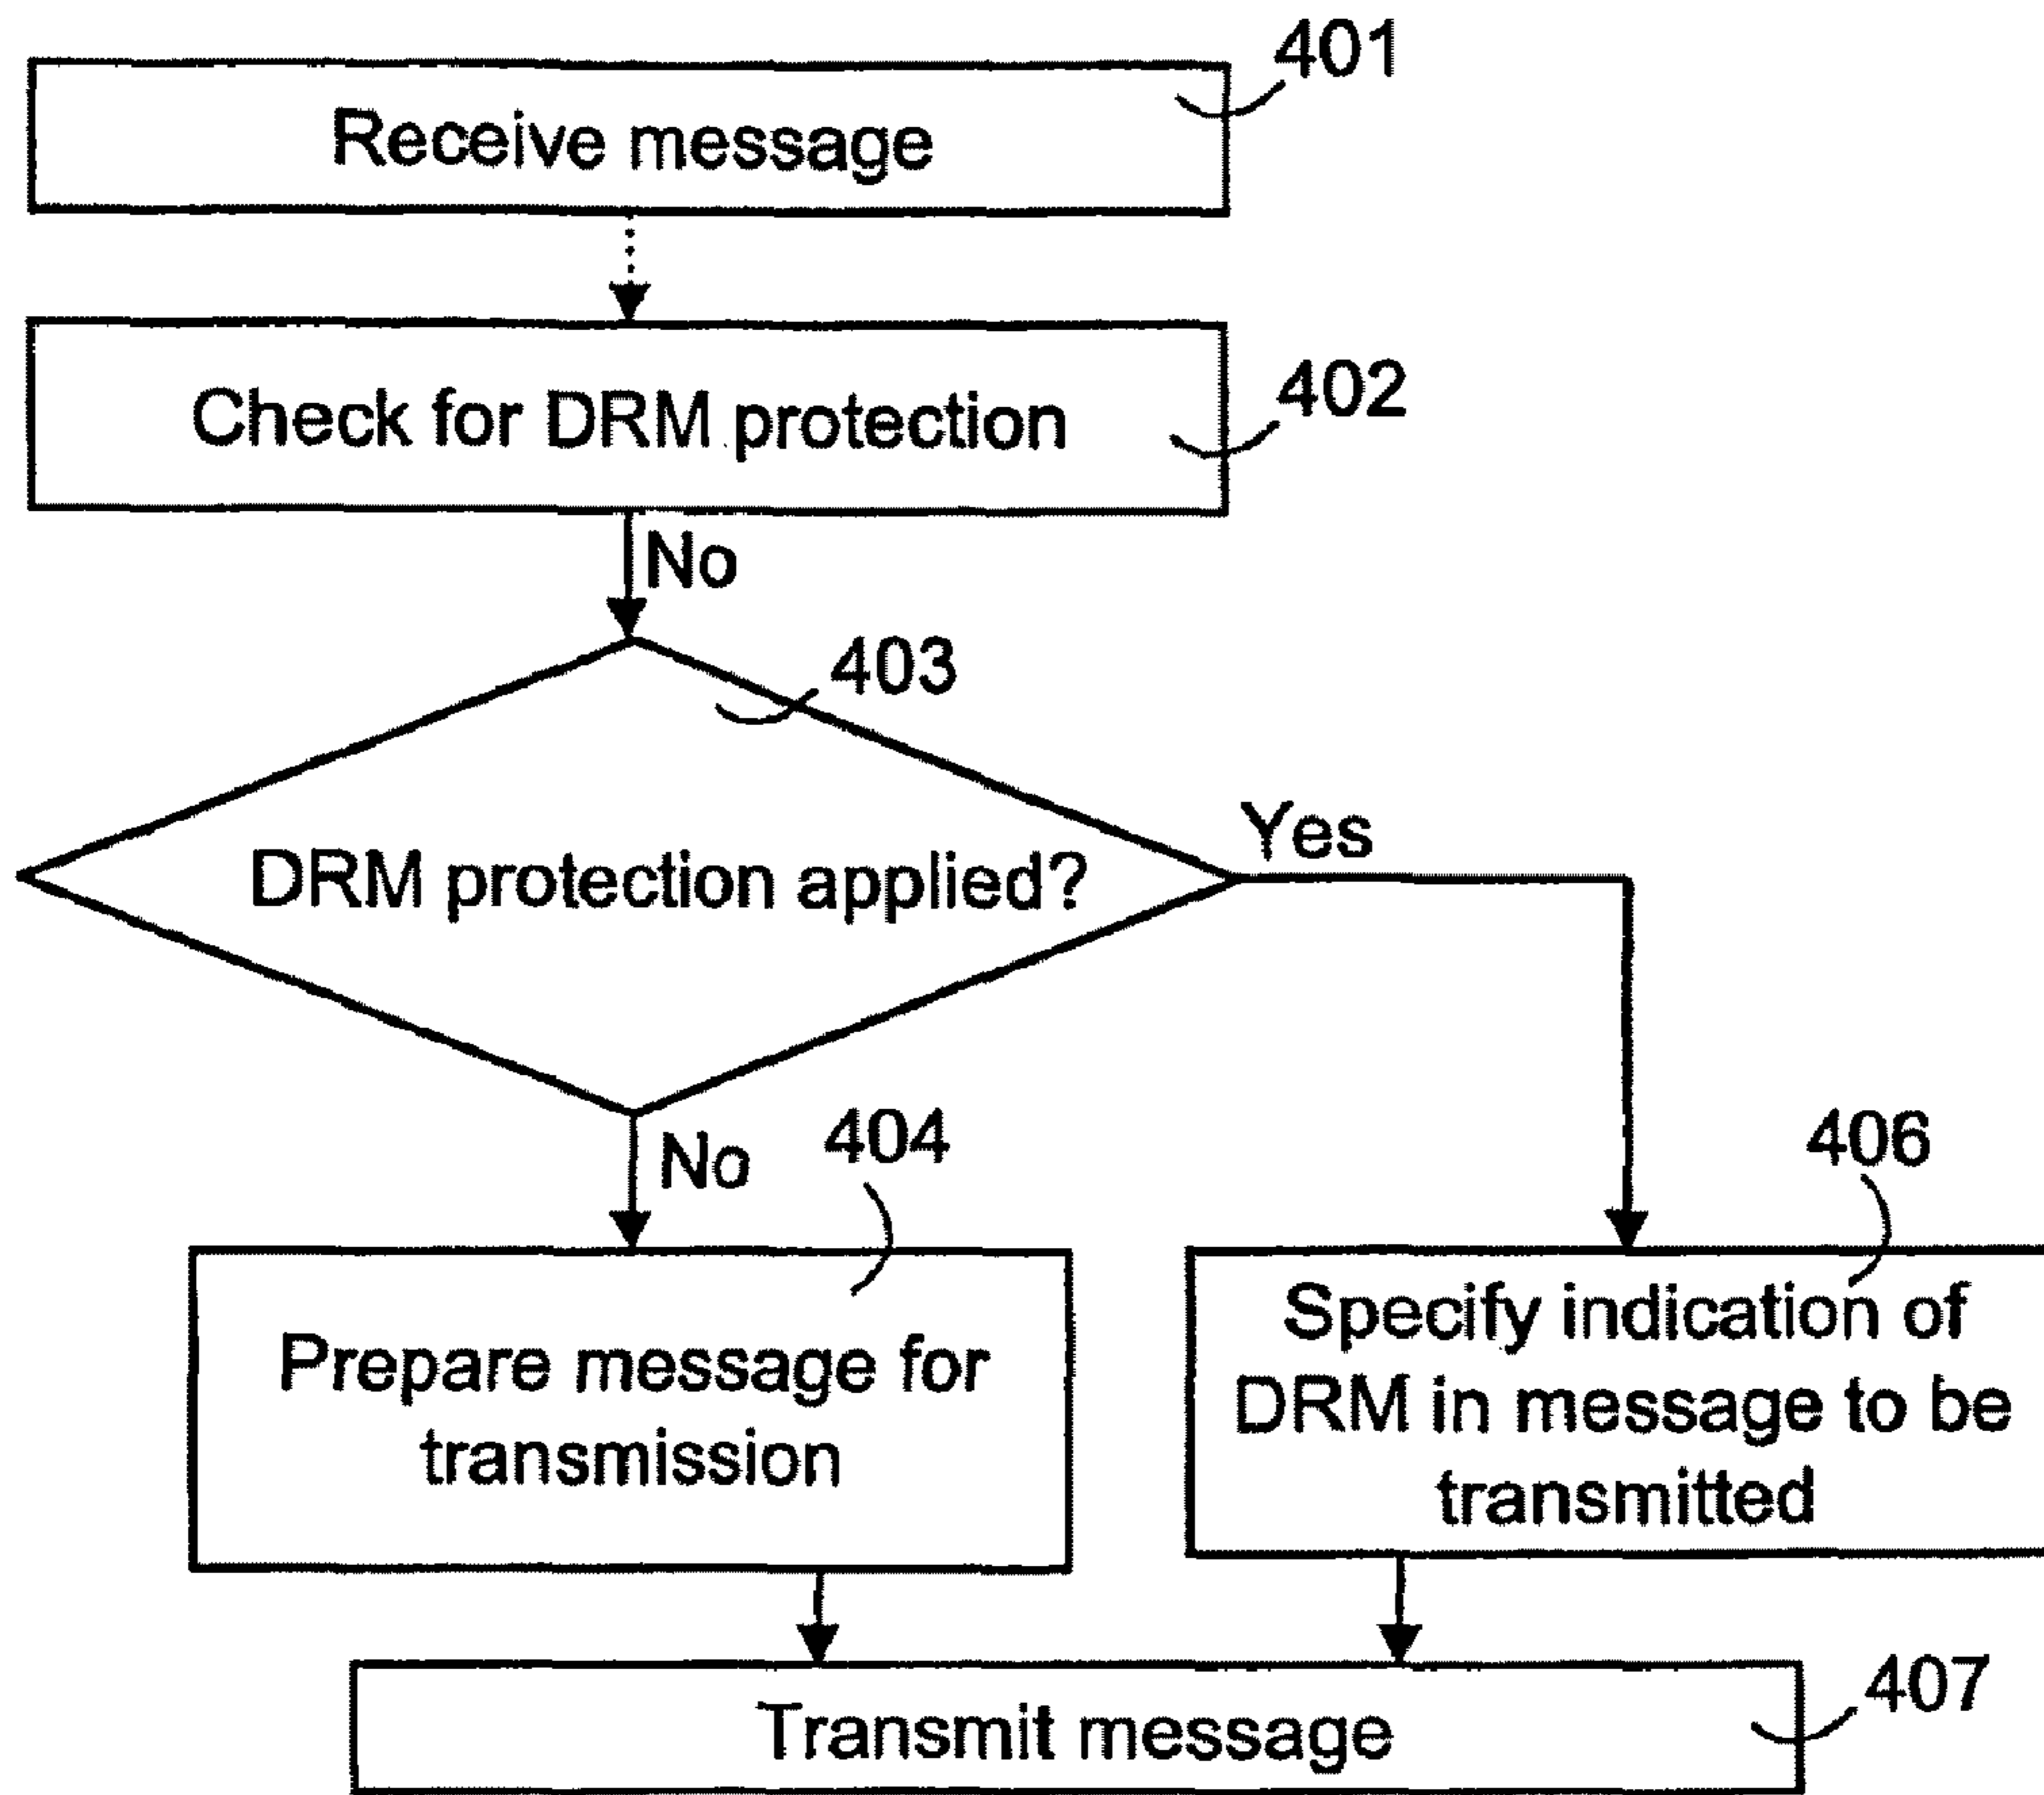 401
Receive message
402
Check for DRM protection
No
403
DRM protection applied?
Yes
No
404
406
Prepare message for
transmission
Specify indication of
DRM in message to be
transmitted
Transmit message
407